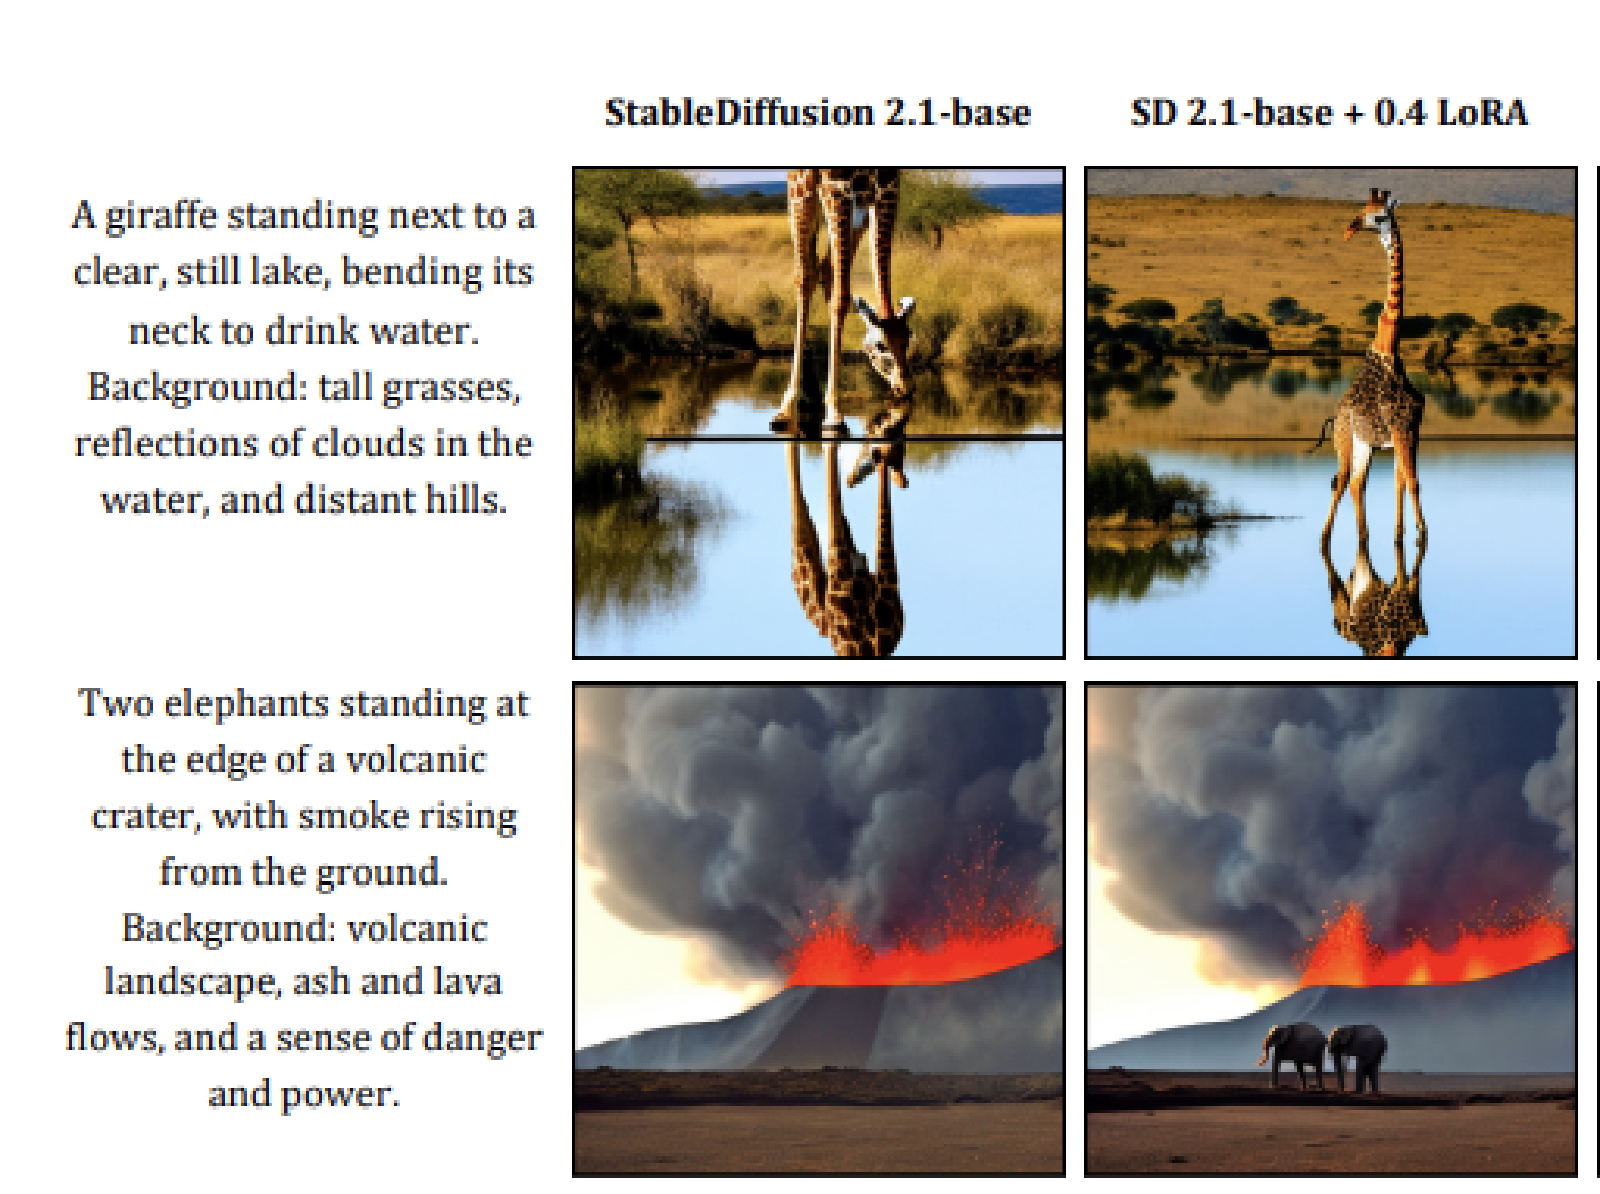 StableDiffusion 2.1-base
SD 2.1-base + 0.4 LoRA
A giraffe standing next to a
clear, still lake, bending its
neck to drink water.
Background: tall grasses,
reflections of clouds in the
water, and distant hills.
Two elephants standing at
the edge of a volcanic
crater, with smoke rising
from the ground.
Background: volcanic
landscape, ash and lava
flows, and a sense of danger
and power.